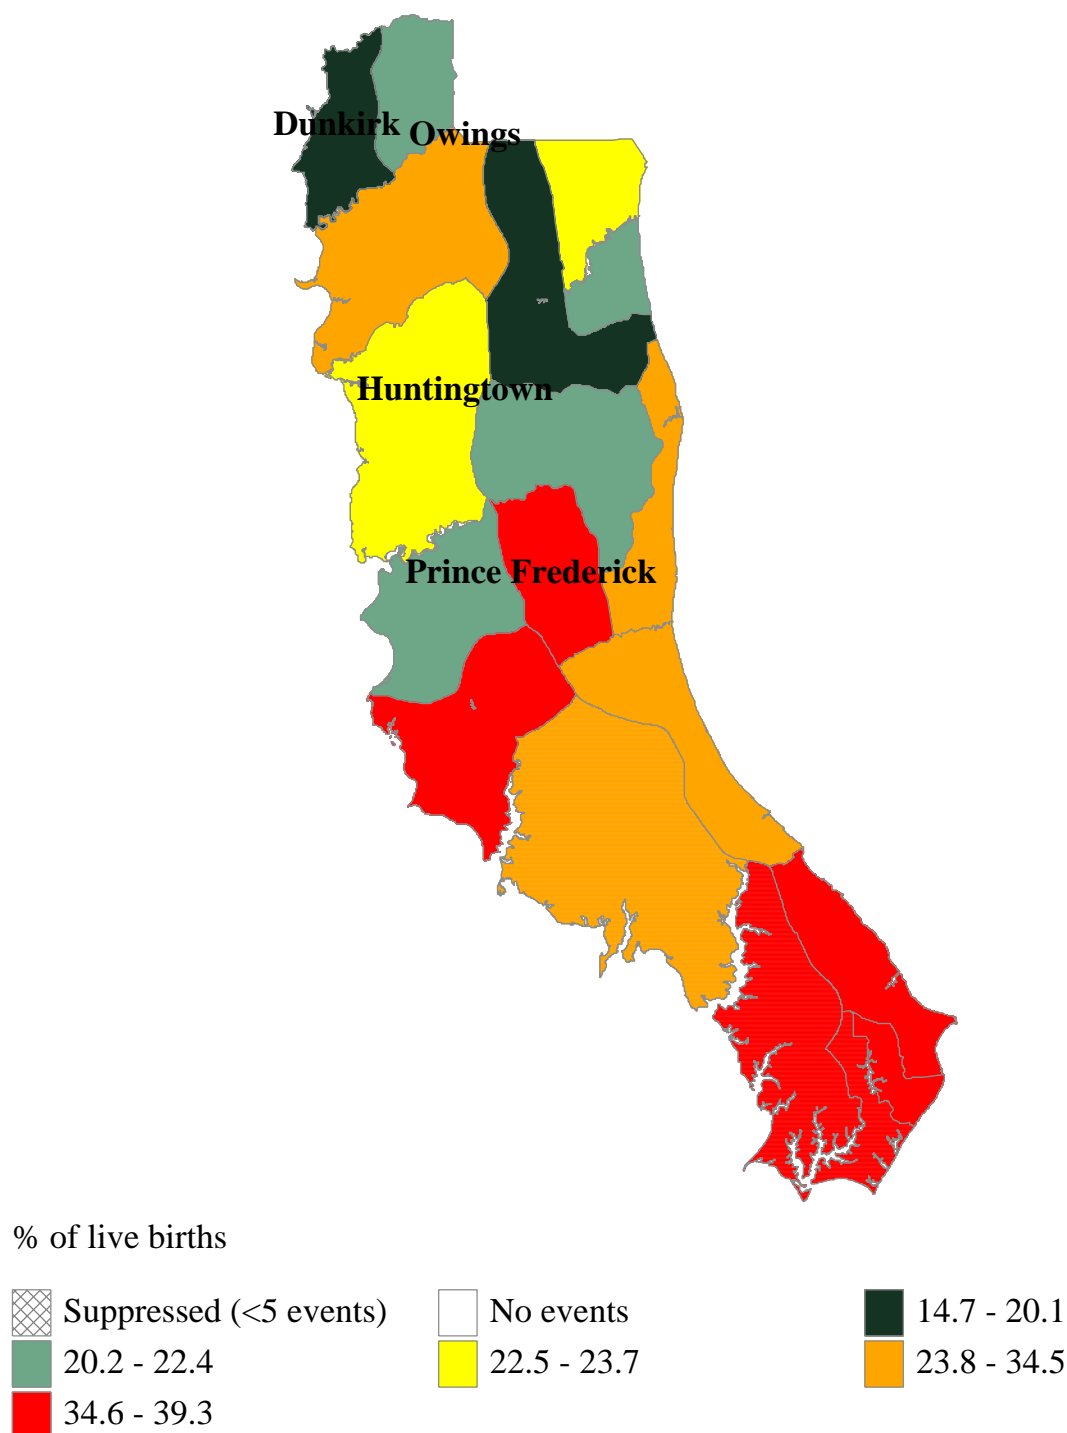 Dunkirk
Owings
Huntingtown
Prince Frederick
% of live births
Suppressed (<5 events)
No events
14.7 - 20.1
20.2 - 22.4
22.5 - 23.7
23.8 - 34.5
34.6 - 39.3